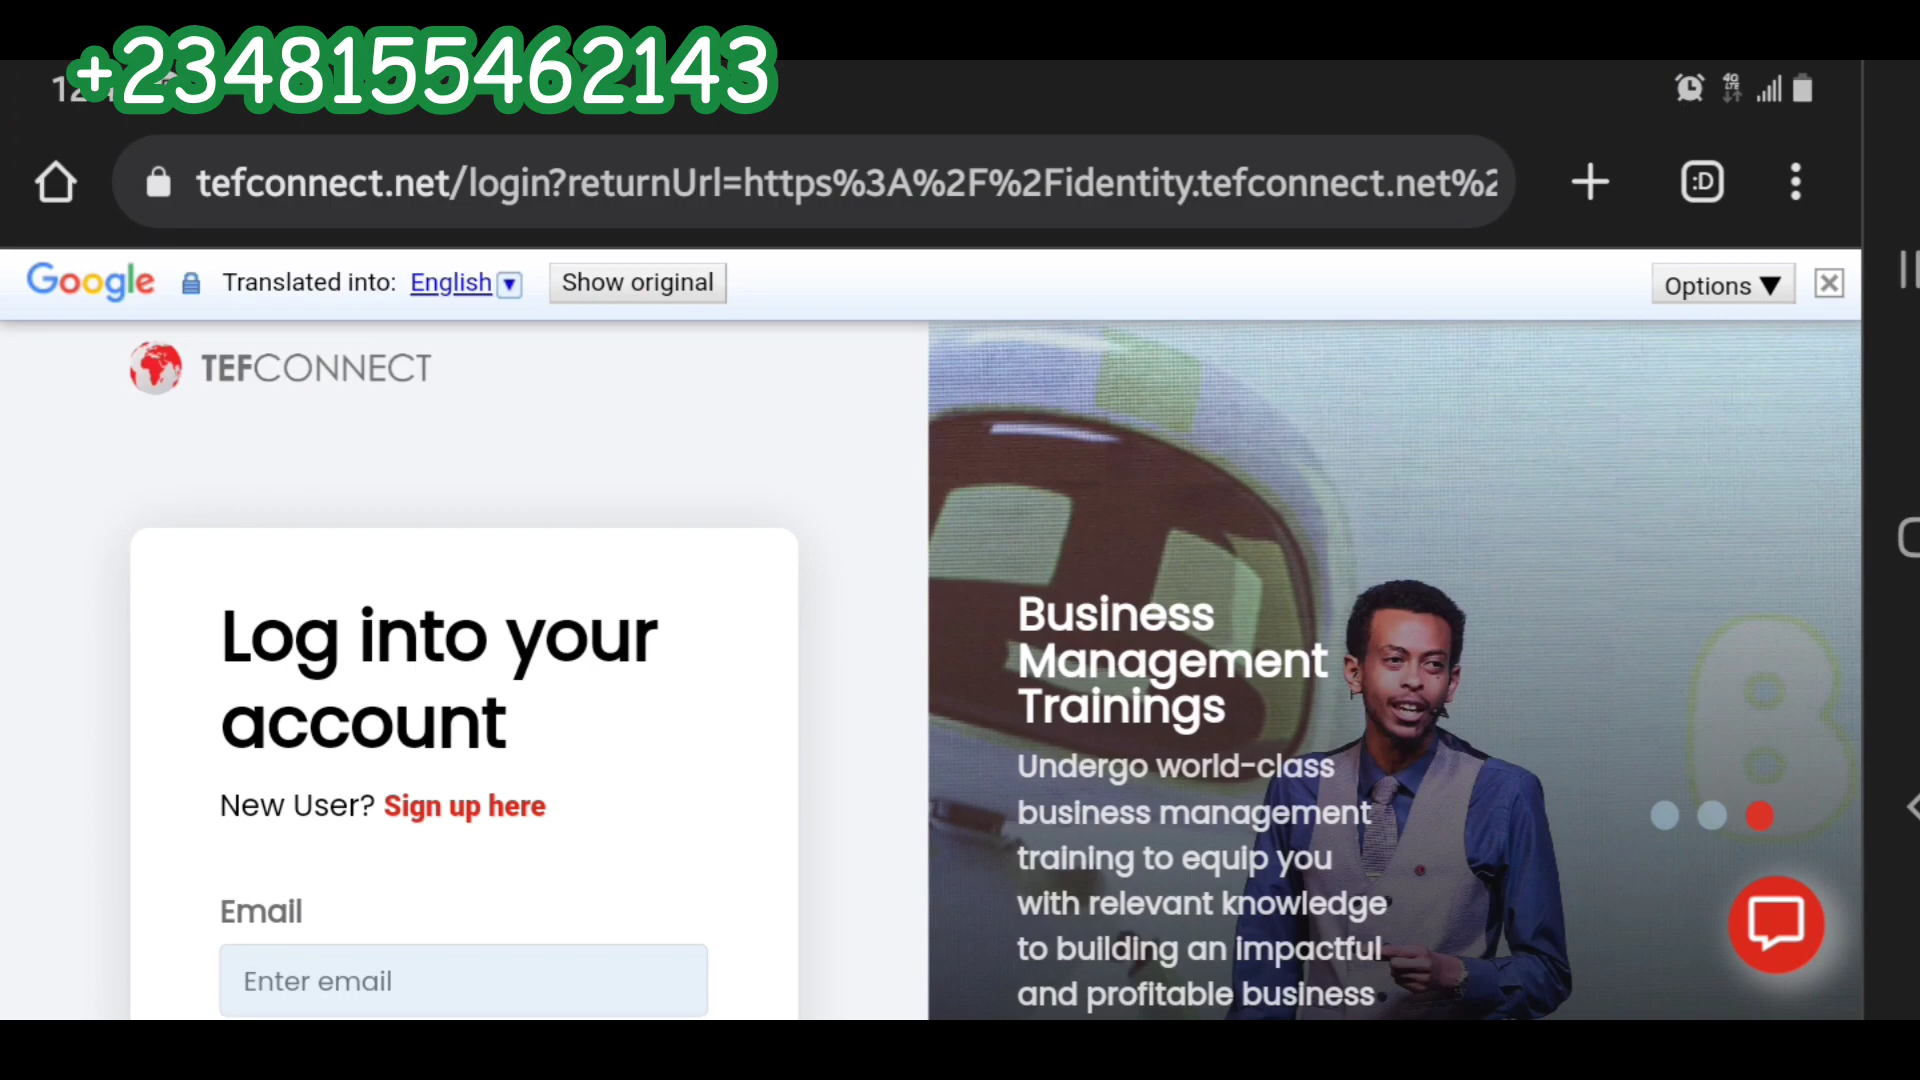 +2348155462143
tefconnect.net/login?returnUrl=https%3A%2F%2Fidentity.tefconnect.net%2
:D
4G
LTE
Google
Translated into: English
Show original
Options
TEFCONNECT
Log into your
account
New User? Sign up here
Email
Enter email
Business
Management
Trainings
Undergo world-class
business management
training to equip you
with relevant knowledge
to building an impactful
and profitable business
B